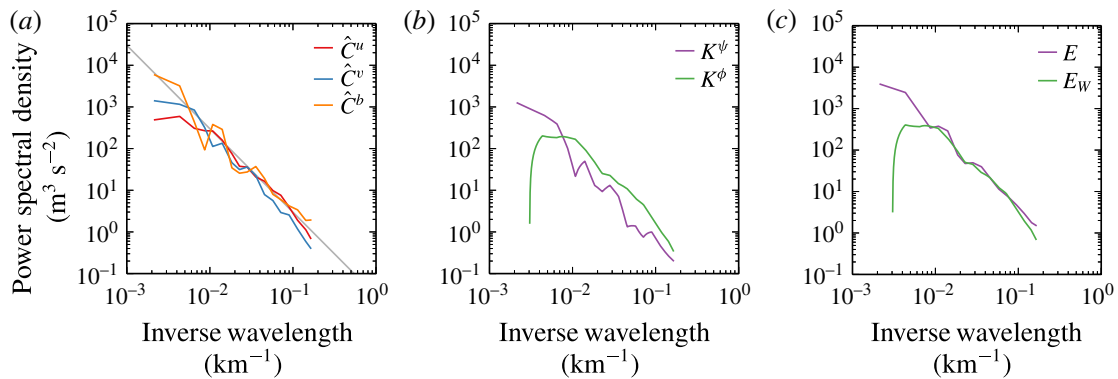 (a)
10^5
10^4
10^3
10^2
10^1
10^0
10^−1
Power spectral density
(m^3 s^−2)
Ĉ^u
Ĉ^v
Ĉ^b
10^−3 10^−2 10^−1 10^0
Inverse wavelength
(km^−1)
(b)
10^5
10^4
10^3
10^2
10^1
10^0
10^−1
K^ψ
K^ϕ
10^−3 10^−2 10^−1 10^0
Inverse wavelength
(km^−1)
(c)
10^5
10^4
10^3
10^2
10^1
10^0
10^−1
E
E_W
10^−3 10^−2 10^−1 10^0
Inverse wavelength
(km^−1)